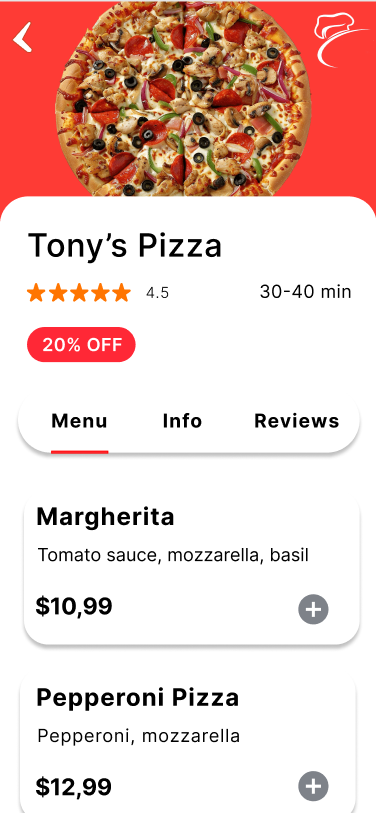 Tony’s Pizza
4.5
30-40 min
20% OFF
Menu Info Reviews
Margherita
Tomato sauce, mozzarella, basil
$10,99
Pepperoni Pizza
Pepperoni, mozzarella
$12,99